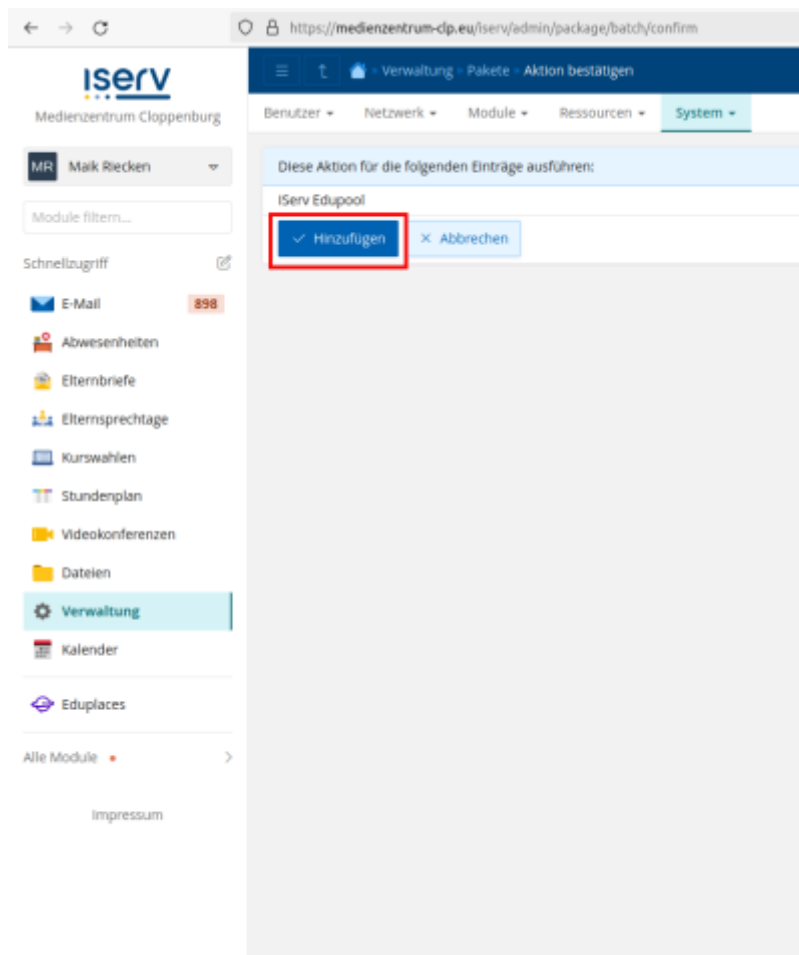 https://medienzentrum-clp.eu/iserv/admin/package/batch/confirm
IServ
Medienzentrum Cloppenburg
Verwaltung Pakete Aktion bestätigen
Benutzer Netzwerk Module Ressourcen System
MR Maik Riecken
Diese Aktion für die folgenden Einträge ausführen:
IServ Edupool
Module filtern...
Hinzufügen Abbrechen
Schnellzugriff
E-Mail 898
Abwesenheiten
Elternbriefe
Elternsprechtage
Kurswahlen
Stundenplan
Videokonferenzen
Dateien
Verwaltung
Kalender
Eduplaces
Alle Module
Impressum